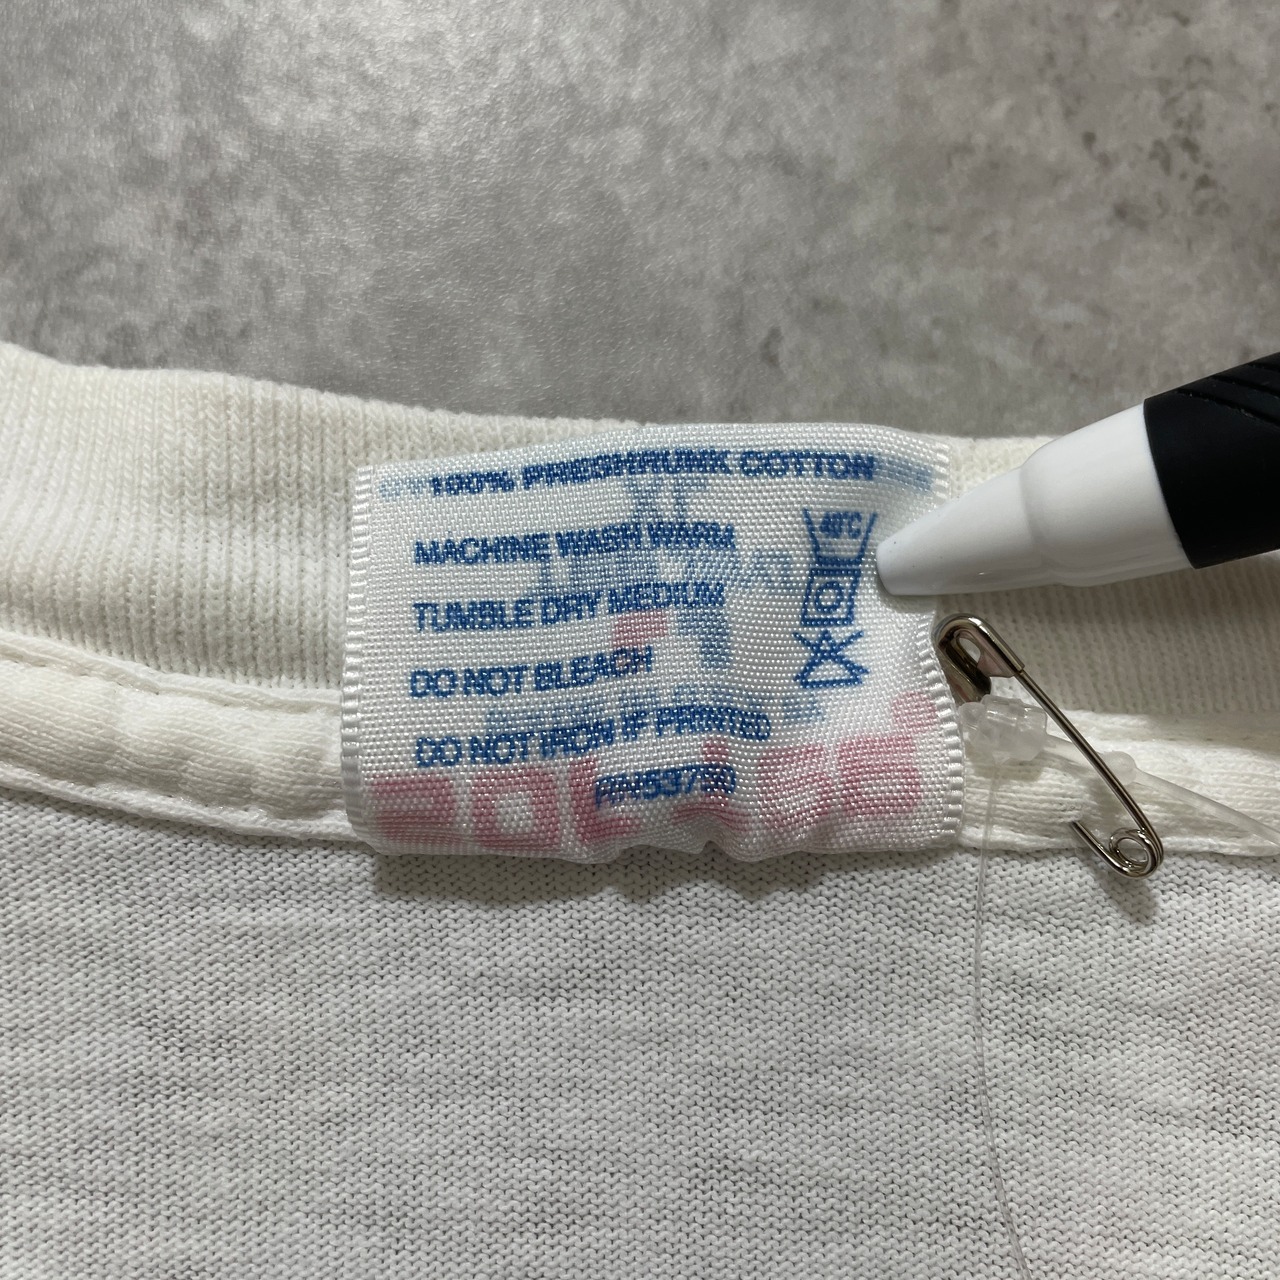 100% PRESHRUNK COTTON
MACHINE WASH WARM
40°C
TUMBLE DRY MEDIUM
DO NOT BLEACH
DO NOT IRON IF PRINTED